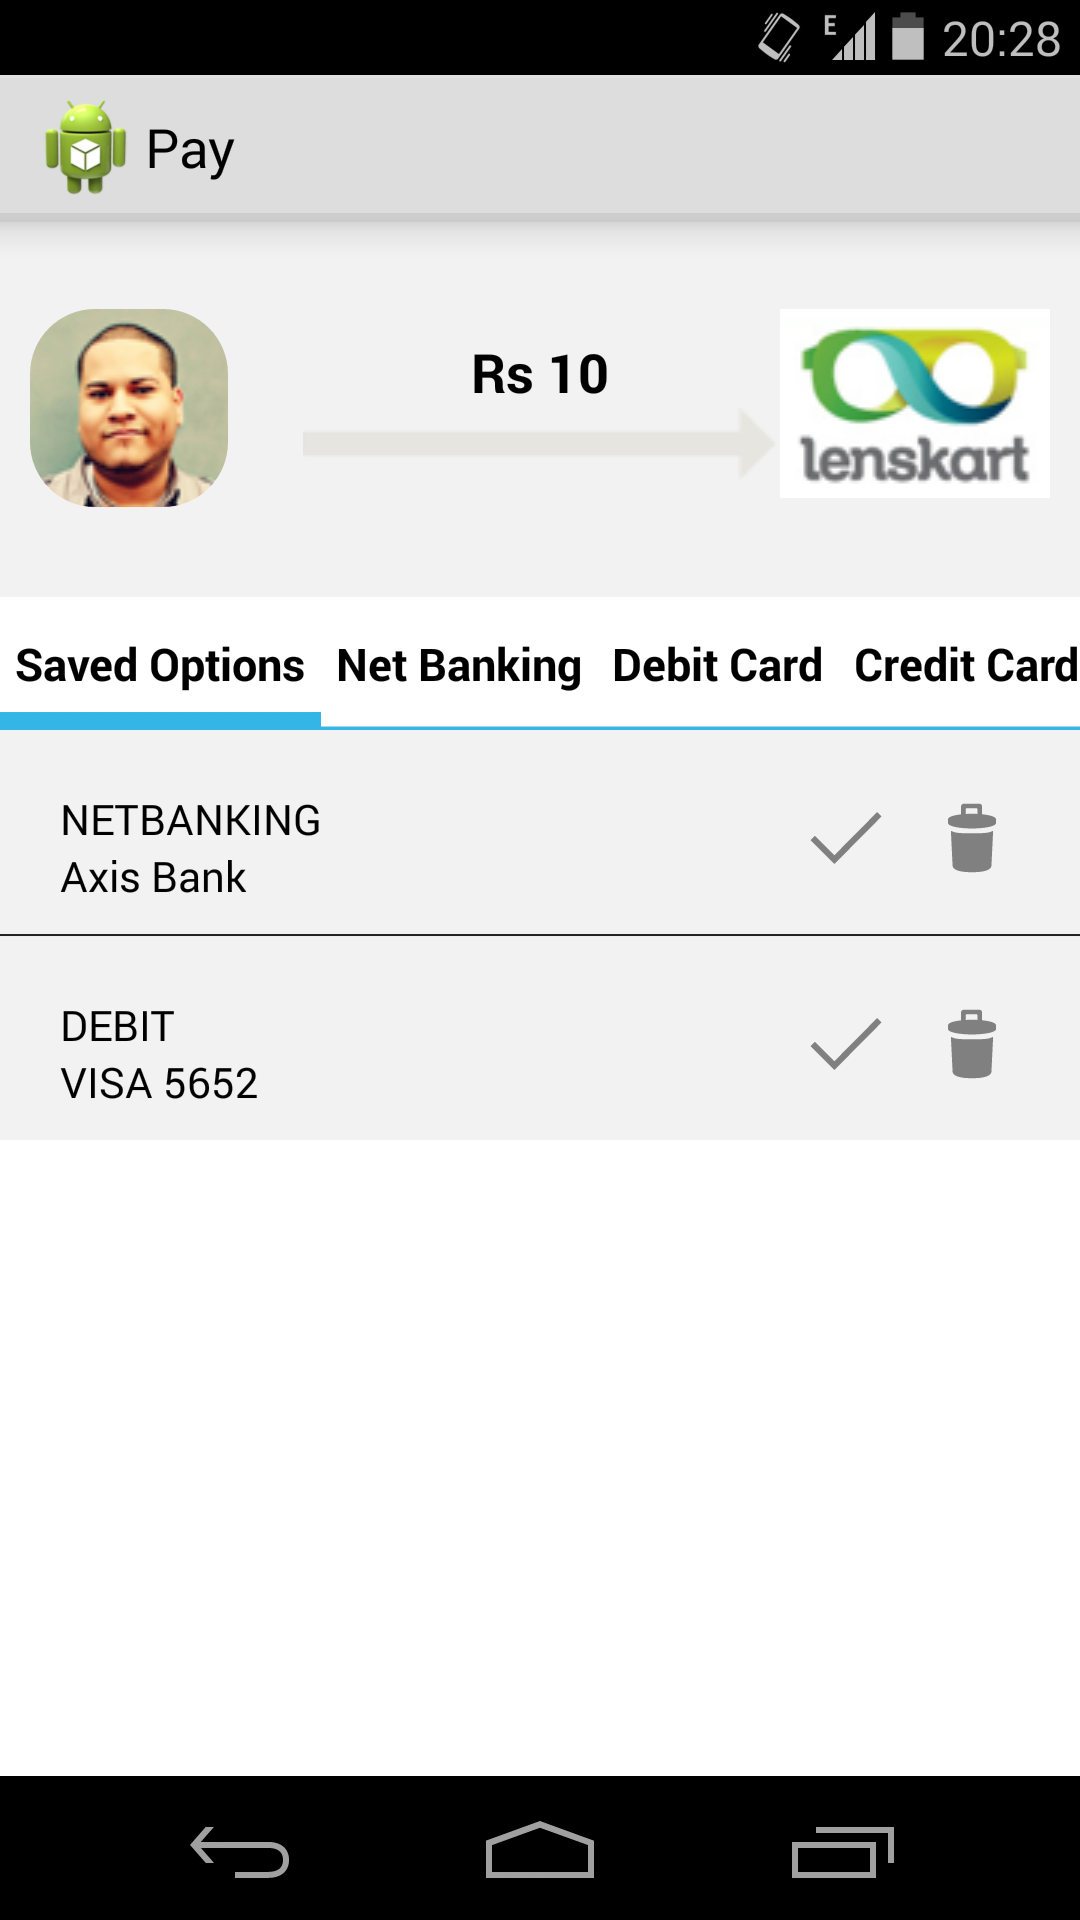 E 20:28
Pay
Rs 10
lenskart
Saved Options Net Banking Debit Card Credit Card
NETBANKING
Axis Bank
DEBIT
VISA 5652